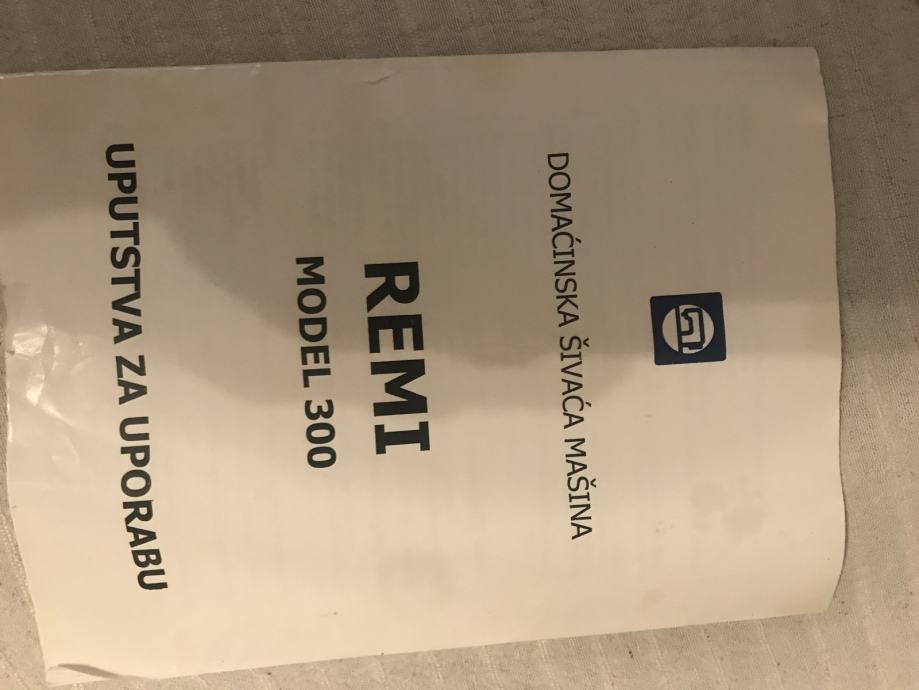 DOMAĆINSKA ŠIVAĆA MAŠINA
REMI
MODEL 300
UPUTSTVA ZA UPORABU